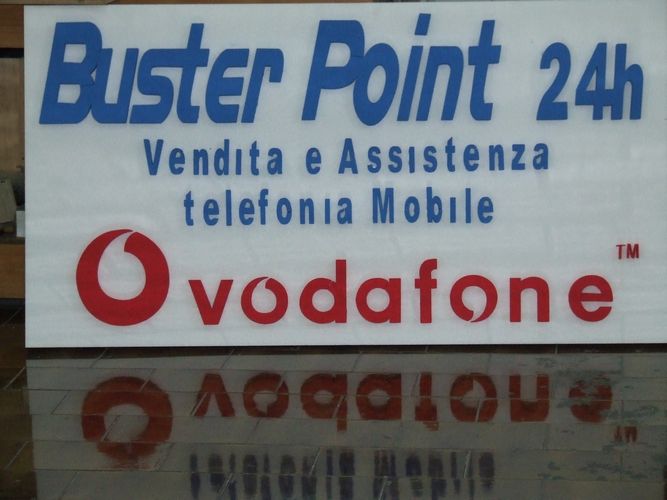 Buster Point 24h
Vendita e Assistenza
telefonia Mobile
vodafone TM